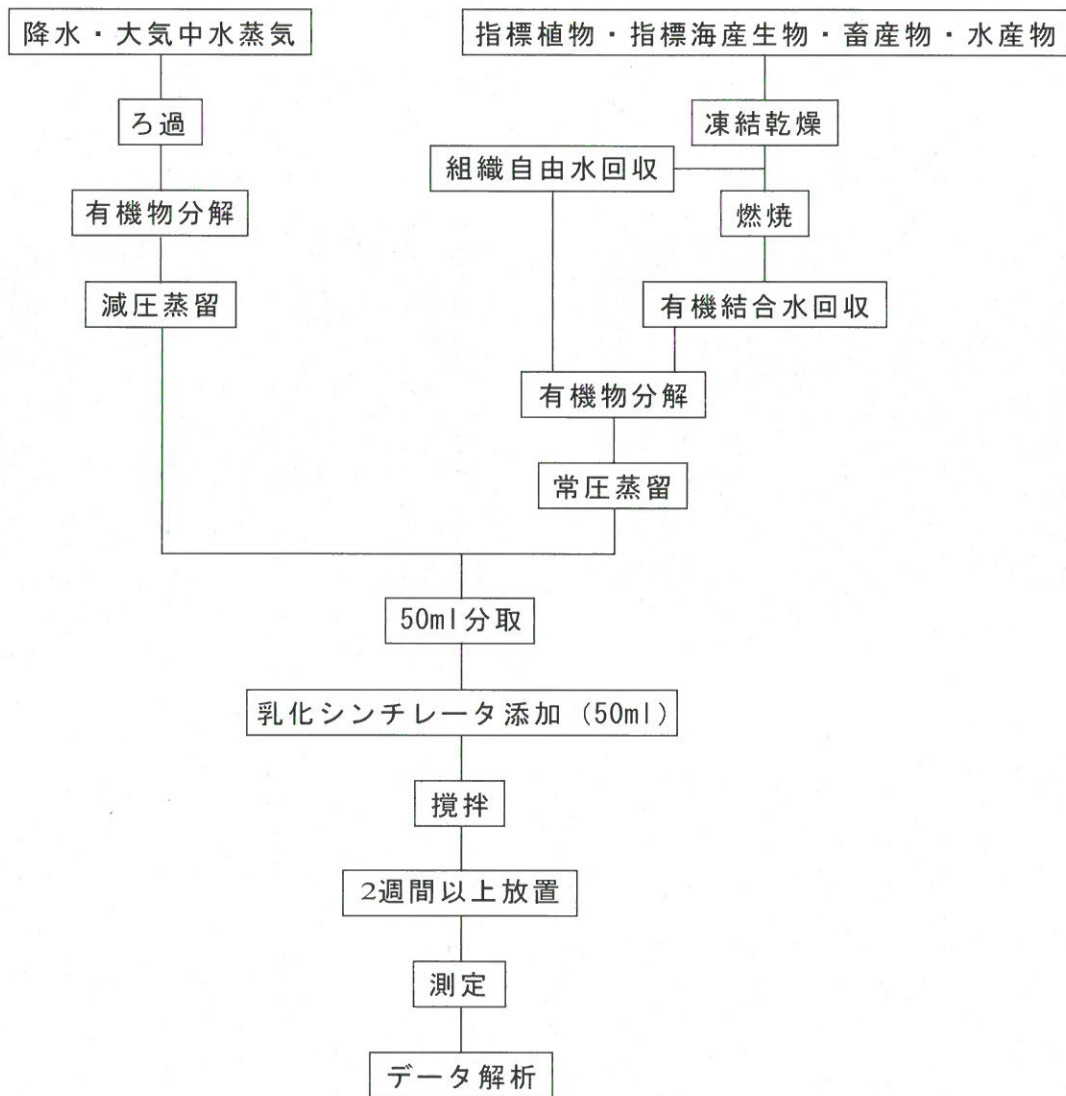 降水・大気中水蒸気
指標植物・指標海産生物・畜産物・水産物
ろ過
凍結乾燥
組織自由水回収
有機物分解
燃焼
減圧蒸留
有機結合水回収
有機物分解
常圧蒸留
50ml分取
乳化シンチレータ添加(50ml)
撹拌
2週間以上放置
測定
データ解析